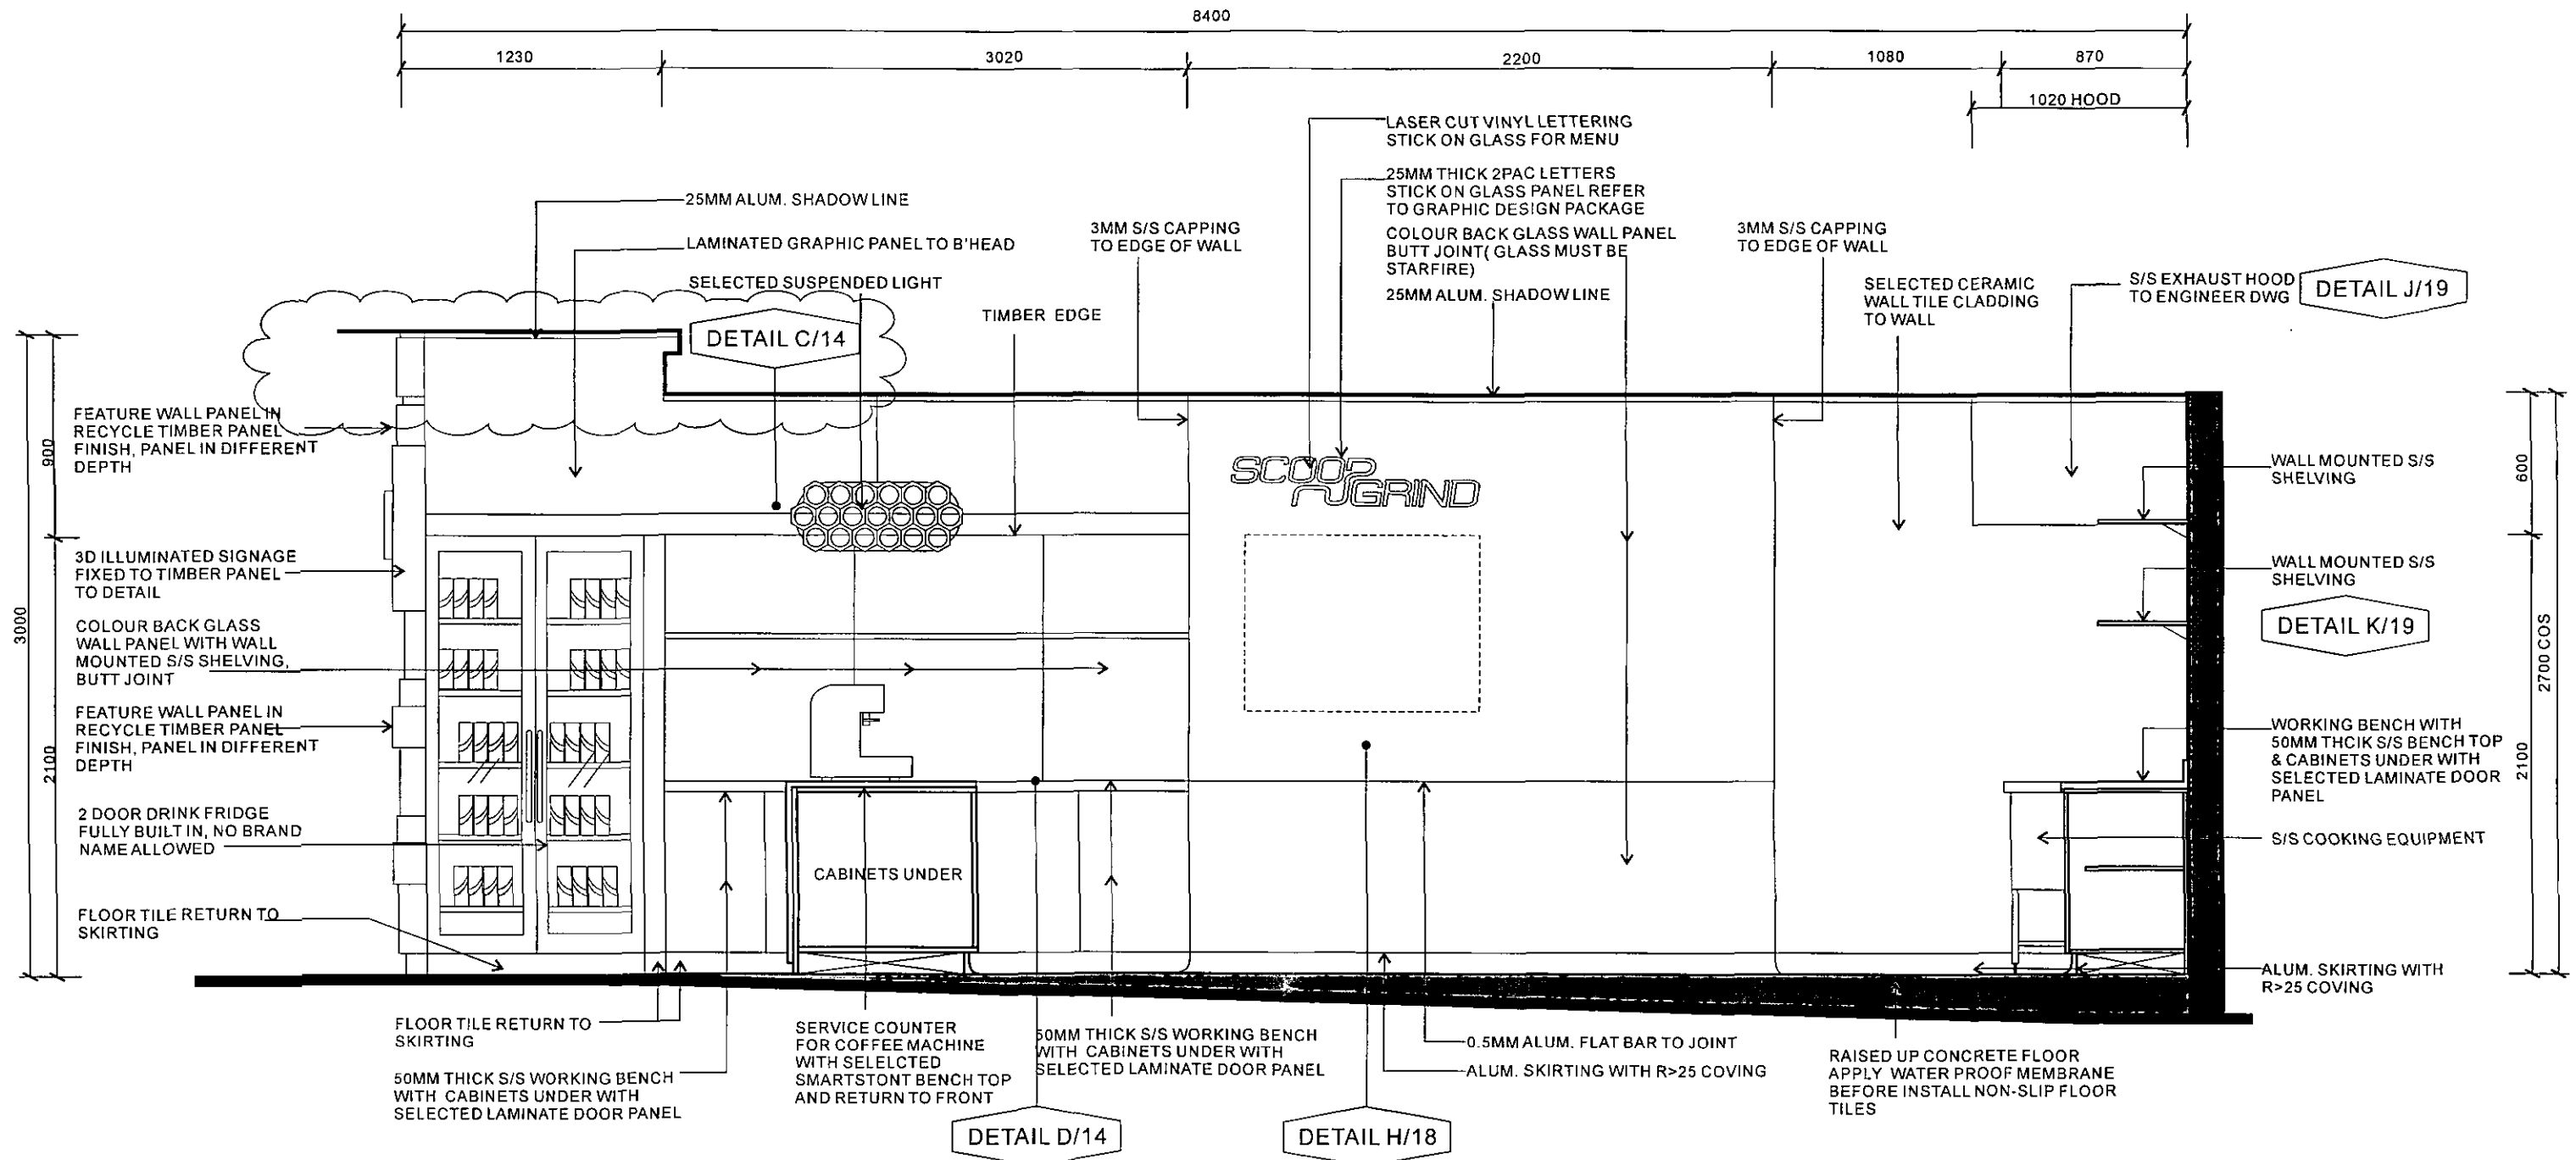 8400
1230
3020
2200
1080
870
1020 HOOD
LASER CUT VINYL LETTERING
STICK ON GLASS FOR MENU
25MM THICK 2PAC LETTERS
STICK ON GLASS PANEL REFER
TO GRAPHIC DESIGN PACKAGE
COLOUR BACK GLASS WALL PANEL
BUTT JOINT( GLASS MUST BE
STARFIRE)
25MM ALUM. SHADOW LINE
25MM ALUM. SHADOW LINE
LAMINATED GRAPHIC PANEL TO B'HEAD
SELECTED SUSPENDED LIGHT
3MM S/S CAPPING
TO EDGE OF WALL
3MM S/S CAPPING
TO EDGE OF WALL
SELECTED CERAMIC
WALL TILE CLADDING
TO WALL
S/S EXHAUST HOOD
TO ENGINEER DWG
DETAIL J/19
DETAIL C/14
TIMBER EDGE
FEATURE WALL PANEL IN
RECYCLE TIMBER PANEL
FINISH, PANEL IN DIFFERENT
DEPTH
900
3000
2100
3D ILLUMINATED SIGNAGE
FIXED TO TIMBER PANEL
TO DETAIL
COLOUR BACK GLASS
WALL PANEL WITH WALL
MOUNTED S/S SHELVING,
BUTT JOINT
FEATURE WALL PANEL IN
RECYCLE TIMBER PANEL
FINISH, PANEL IN DIFFERENT
DEPTH
2 DOOR DRINK FRIDGE
FULLY BUILT IN, NO BRAND
NAME ALLOWED
FLOOR TILE RETURN TO
SKIRTING
SCOOP
GRIND
CABINETS UNDER
WALL MOUNTED S/S
SHELVING
600
WALL MOUNTED S/S
SHELVING
DETAIL K/19
2700 COS
2100
WORKING BENCH WITH
50MM THCIK S/S BENCH TOP
& CABINETS UNDER WITH
SELECTED LAMINATE DOOR
PANEL
S/S COOKING EQUIPMENT
ALUM. SKIRTING WITH
R>25 COVING
FLOOR TILE RETURN TO
SKIRTING
50MM THICK S/S WORKING BENCH
WITH CABINETS UNDER WITH
SELECTED LAMINATE DOOR PANEL
SERVICE COUNTER
FOR COFFEE MACHINE
WITH SELELCTED
SMARTSTONT BENCH TOP
AND RETURN TO FRONT
50MM THICK S/S WORKING BENCH
WITH CABINETS UNDER WITH
SELECTED LAMINATE DOOR PANEL
0.5MM ALUM. FLAT BAR TO JOINT
ALUM. SKIRTING WITH R>25 COVING
RAISED UP CONCRETE FLOOR
APPLY WATER PROOF MEMBRANE
BEFORE INSTALL NON-SLIP FLOOR
TILES
DETAIL D/14
DETAIL H/18